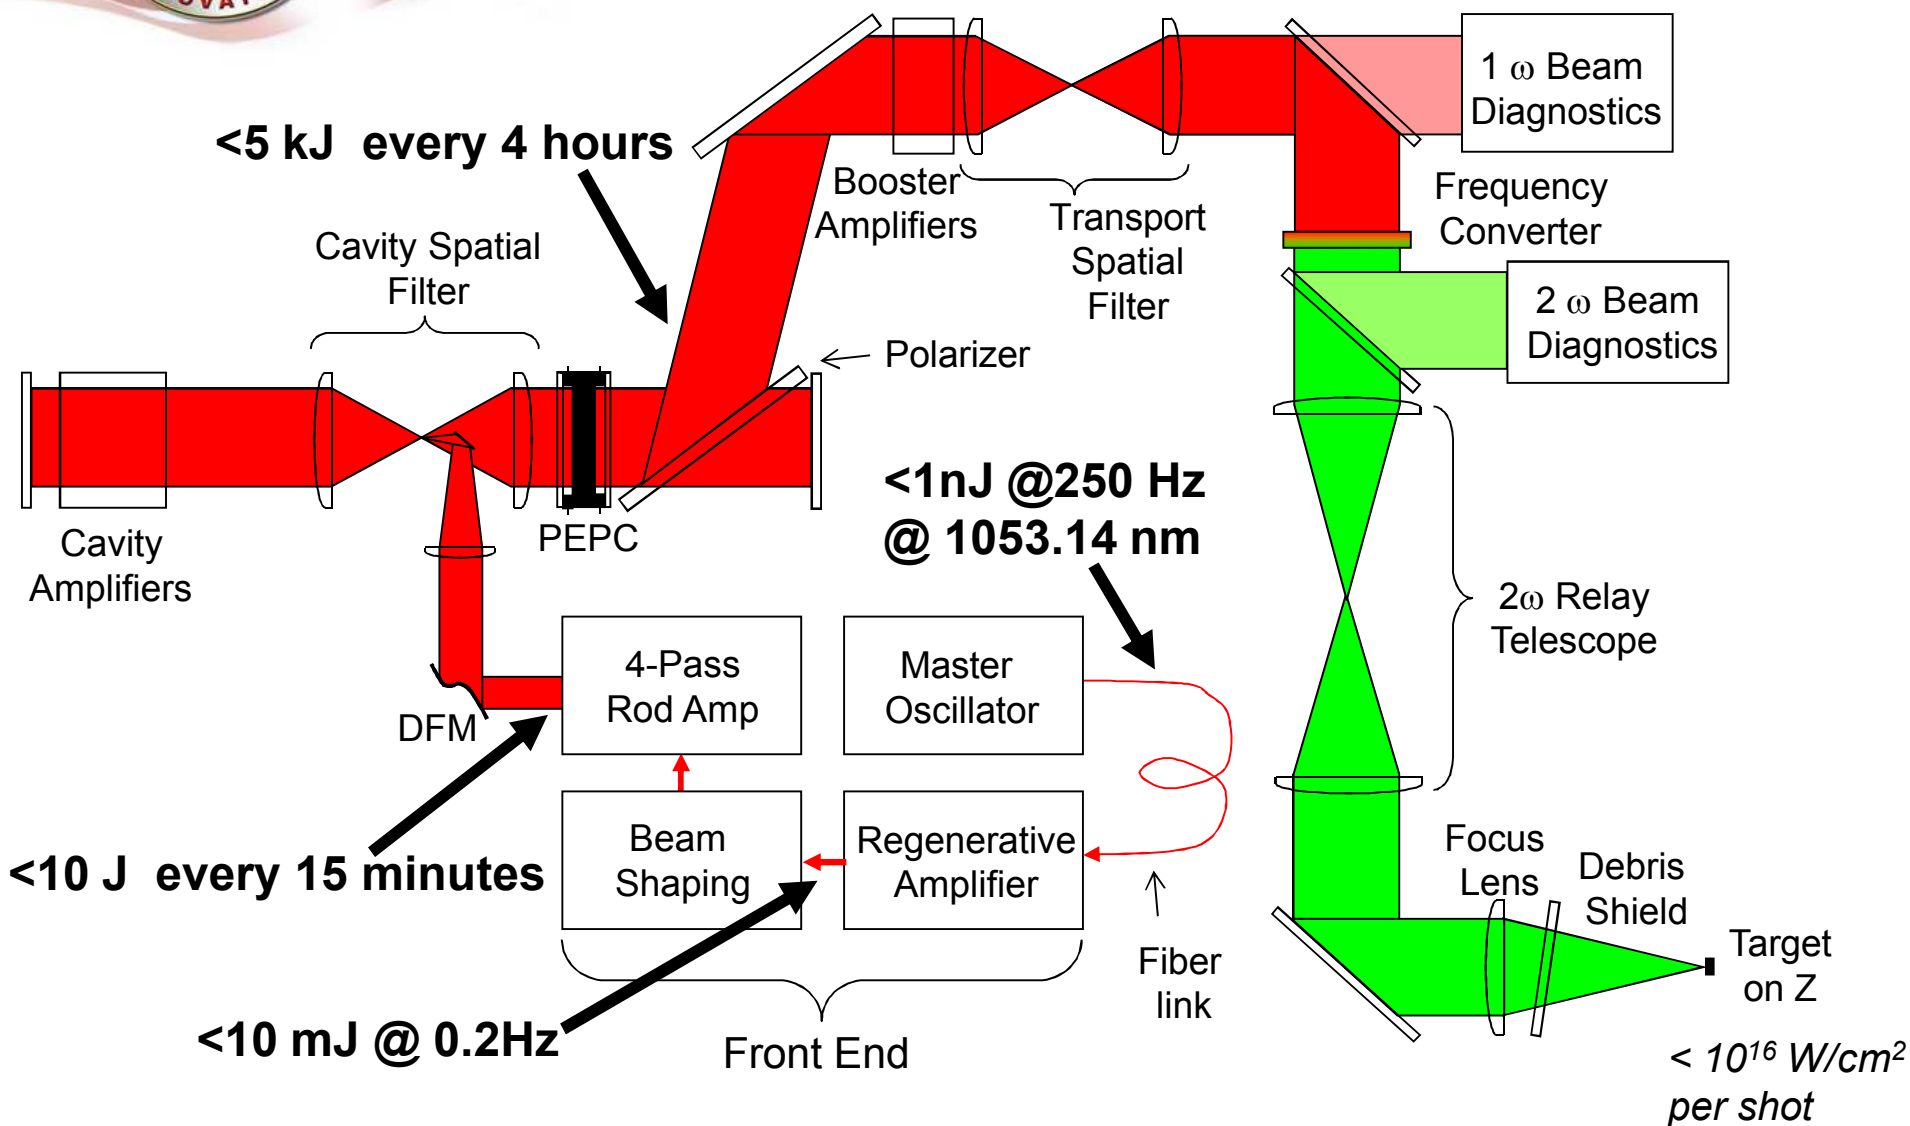 OVAT
1 ω Beam
Diagnostics
<5 kJ every 4 hours
Booster
Amplifiers
Transport
Spatial
Filter
Frequency
Converter
Cavity Spatial
Filter
2 ω Beam
Diagnostics
Polarizer
<1nJ @250 Hz
@ 1053.14 nm
PEPC
Cavity
Amplifiers
2ω Relay
Telescope
4-Pass
Rod Amp
Master
Oscillator
DFM
Beam
Shaping
Regenerative
Amplifier
<10 J every 15 minutes
Focus
Lens
Debris
Shield
Target
on Z
Fiber
link
<10 mJ @ 0.2Hz
Front End
< 10¹⁶ W/cm²
per shot